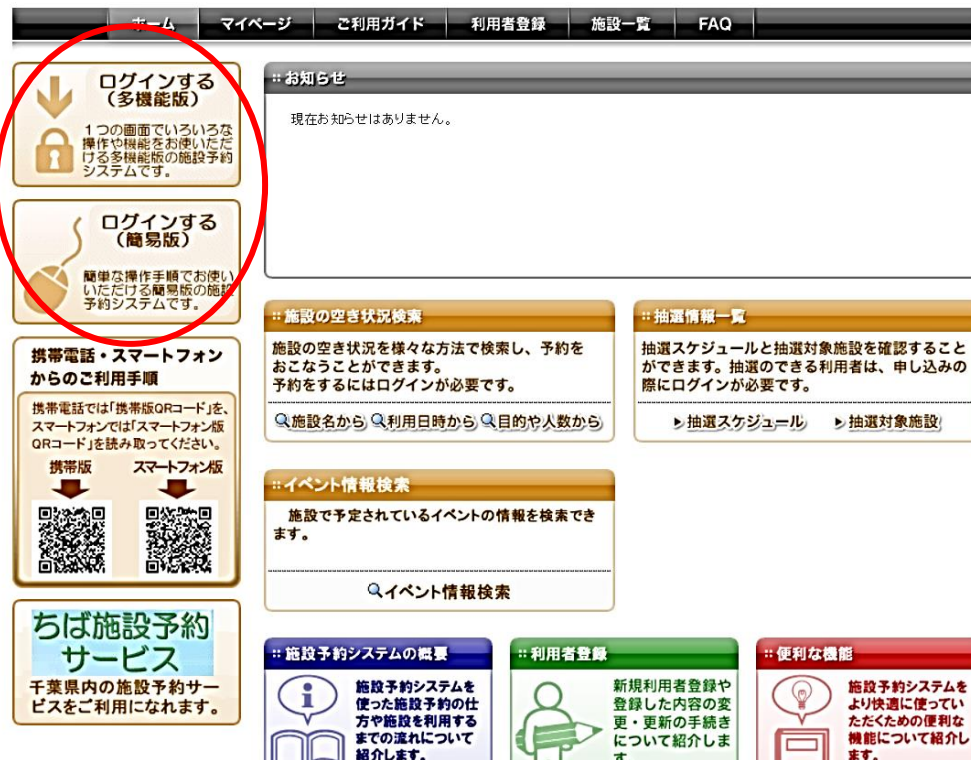 ホーム マイページ ご利用ガイド 利用者登録 施設一覧 FAQ
ログインする
（多機能版）
１つの画面でいろいろな
操作や機能をお使いただ
ける多機能版の施設予約
システムです。
ログインする
（簡易版）
簡単な操作手順でお使い
いただける簡易版の施設
予約システムです。
携帯電話・スマートフォン
からのご利用手順
携帯電話では「携帯版QRコード」を、
スマートフォンでは「スマートフォン版
QRコード」を読み取ってください。
携帯版 スマートフォン版
ちば施設予約
サービス
千葉県内の施設予約サー
ビスをご利用になれます。
お知らせ
現在お知らせはありません。
施設の空き状況検索
施設の空き状況を様々な方法で検索し、予約を
おこなうことができます。
予約をするにはログインが必要です。
施設名から 利用日時から 目的や人数から
抽選情報一覧
抽選スケジュールと抽選対象施設を確認すること
ができます。抽選のできる利用者は、申し込みの
際にログインが必要です。
抽選スケジュール 抽選対象施設
イベント情報検索
施設で予定されているイベントの情報を検索でき
ます。
イベント情報検索
施設予約システムの概要
施設予約システムを
使った施設予約の仕
方や施設を利用する
までの流れについて
紹介します。
利用者登録
新規利用者登録や
登録した内容の変
更・更新の手続き
について紹介しま
す。
便利な機能
施設予約システムを
より快適に使ってい
ただくための便利な
機能について紹介し
ます。